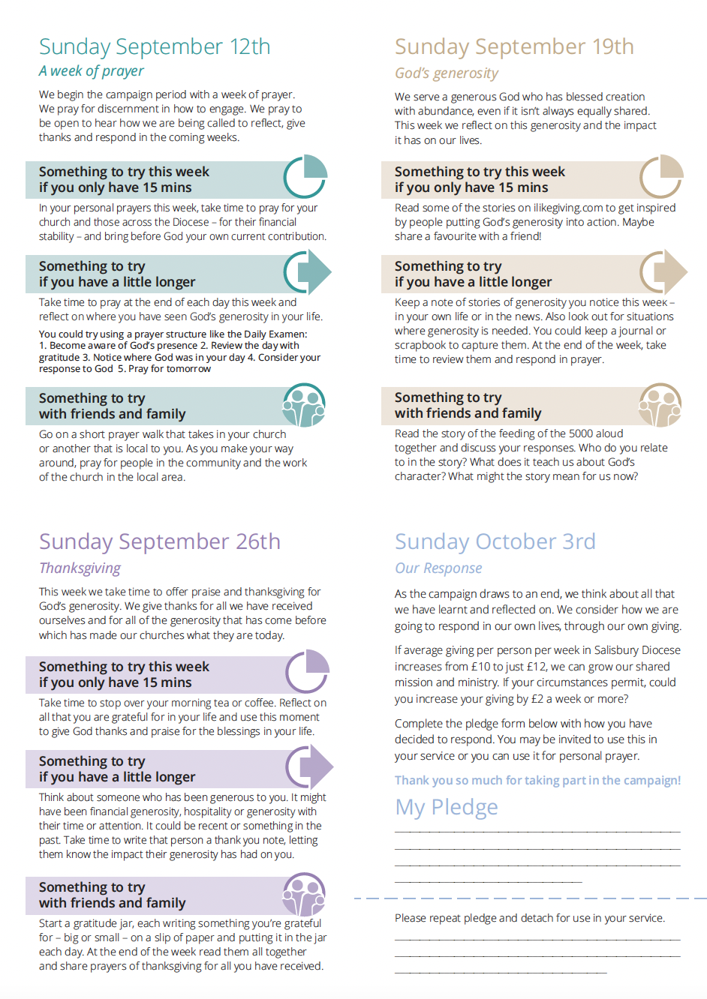 Sunday September 12th
A week of prayer
We begin the campaign period with a week of prayer.
We pray for discernment in how to engage. We pray to
be open to hear how we are being called to reflect, give
thanks and respond in the coming weeks.
Something to try this week
if you only have 15 mins
In your personal prayers this week, take time to pray for your
church and those across the Diocese – for their financial
stability – and bring before God your own current contribution.
Something to try
if you have a little longer
Take time to pray at the end of each day this week and
reflect on where you have seen God's generosity in your life.
You could try using a prayer structure like the Daily Examen:
1. Become aware of God's presence 2. Review the day with
gratitude 3. Notice where God was in your day 4. Consider your
response to God 5. Pray for tomorrow
Something to try
with friends and family
Go on a short prayer walk that takes in your church
or another that is local to you. As you make your way
around, pray for people in the community and the work
of the church in the local area.
Sunday September 19th
God's generosity
We serve a generous God who has blessed creation
with abundance, even if it isn't always equally shared.
This week we reflect on this generosity and the impact
it has on our lives.
Something to try this week
if you only have 15 mins
Read some of the stories on ilikegiving.com to get inspired
by people putting God's generosity into action. Maybe
share a favourite with a friend!
Something to try
if you have a little longer
Keep a note of stories of generosity you notice this week –
in your own life or in the news. Also look out for situations
where generosity is needed. You could keep a journal or
scrapbook to capture them. At the end of the week, take
time to review them and respond in prayer.
Something to try
with friends and family
Read the story of the feeding of the 5000 aloud
together and discuss your responses. Who do you relate
to in the story? What does it teach us about God's
character? What might the story mean for us now?
Sunday September 26th
Thanksgiving
This week we take time to offer praise and thanksgiving for
God's generosity. We give thanks for all we have received
ourselves and for all of the generosity that has come before
which has made our churches what they are today.
Something to try this week
if you only have 15 mins
Take time to stop over your morning tea or coffee. Reflect on
all that you are grateful for in your life and use this moment
to give God thanks and praise for the blessings in your life.
Something to try
if you have a little longer
Think about someone who has been generous to you. It might
have been financial generosity, hospitality or generosity with
their time or attention. It could be recent or something in the
past. Take time to write that person a thank you note, letting
them know the impact their generosity has had on you.
Something to try
with friends and family
Start a gratitude jar, each writing something you're grateful
for – big or small – on a slip of paper and putting it in the jar
each day. At the end of the week read them all together
and share prayers of thanksgiving for all you have received.
Sunday October 3rd
Our Response
As the campaign draws to an end, we think about all that
we have learnt and reflected on. We consider how we are
going to respond in our own lives, through our own giving.
If average giving per person per week in Salisbury Diocese
increases from £10 to just £12, we can grow our shared
mission and ministry. If your circumstances permit, could
you increase your giving by £2 a week or more?
Complete the pledge form below with how you have
decided to respond. You may be invited to use this in
your service or you can use it for personal prayer.
Thank you so much for taking part in the campaign!
My Pledge
Please repeat pledge and detach for use in your service.